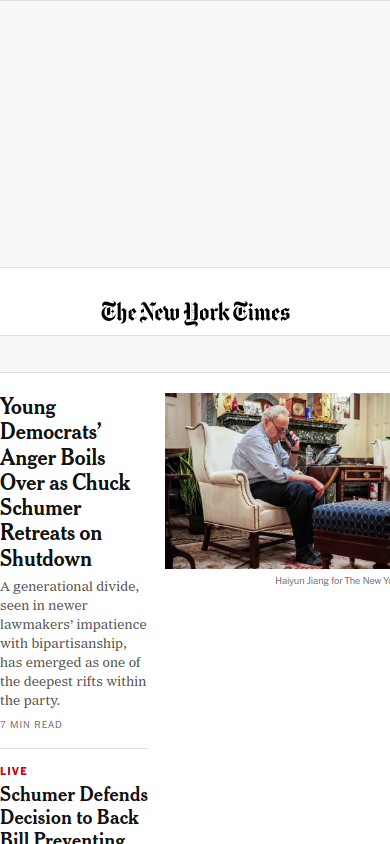 The New York Times
Young
Democrats’
Anger Boils
Over as Chuck
Schumer
Retreats on
Shutdown
A generational divide,
seen in newer
lawmakers’ impatience
with bipartisanship,
has emerged as one of
the deepest rifts within
the party.
7 MIN READ
Haiyun Jiang for The New
LIVE
Schumer Defends
Decision to Back
Bill Preventing